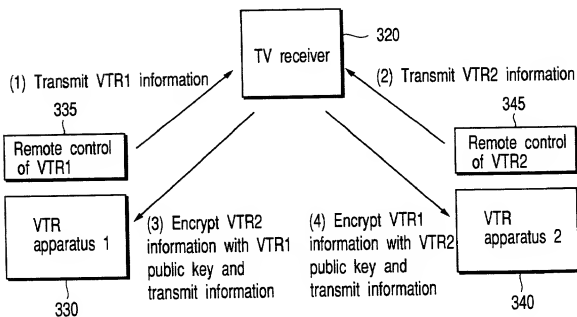 320
TV receiver
(1) Transmit VTR1 information
(2) Transmit VTR2 information
335
345
Remote control
of VTR1
Remote control
of VTR2
VTR
apparatus 1
(3) Encrypt VTR2
information with VTR1
public key and
transmit information
(4) Encrypt VTR1
information with VTR2
public key and
transmit information
VTR
apparatus 2
330
340